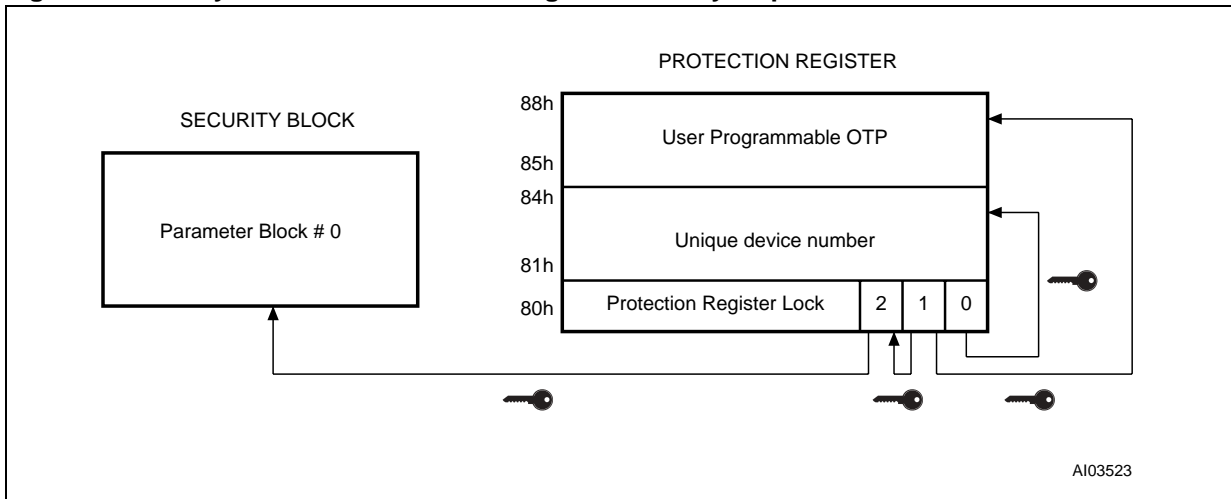 PROTECTION REGISTER
SECURITY BLOCK
88h
User Programmable OTP
85h
84h
Parameter Block # 0
Unique device number
81h
80h
Protection Register Lock 2 1 0
AI03523